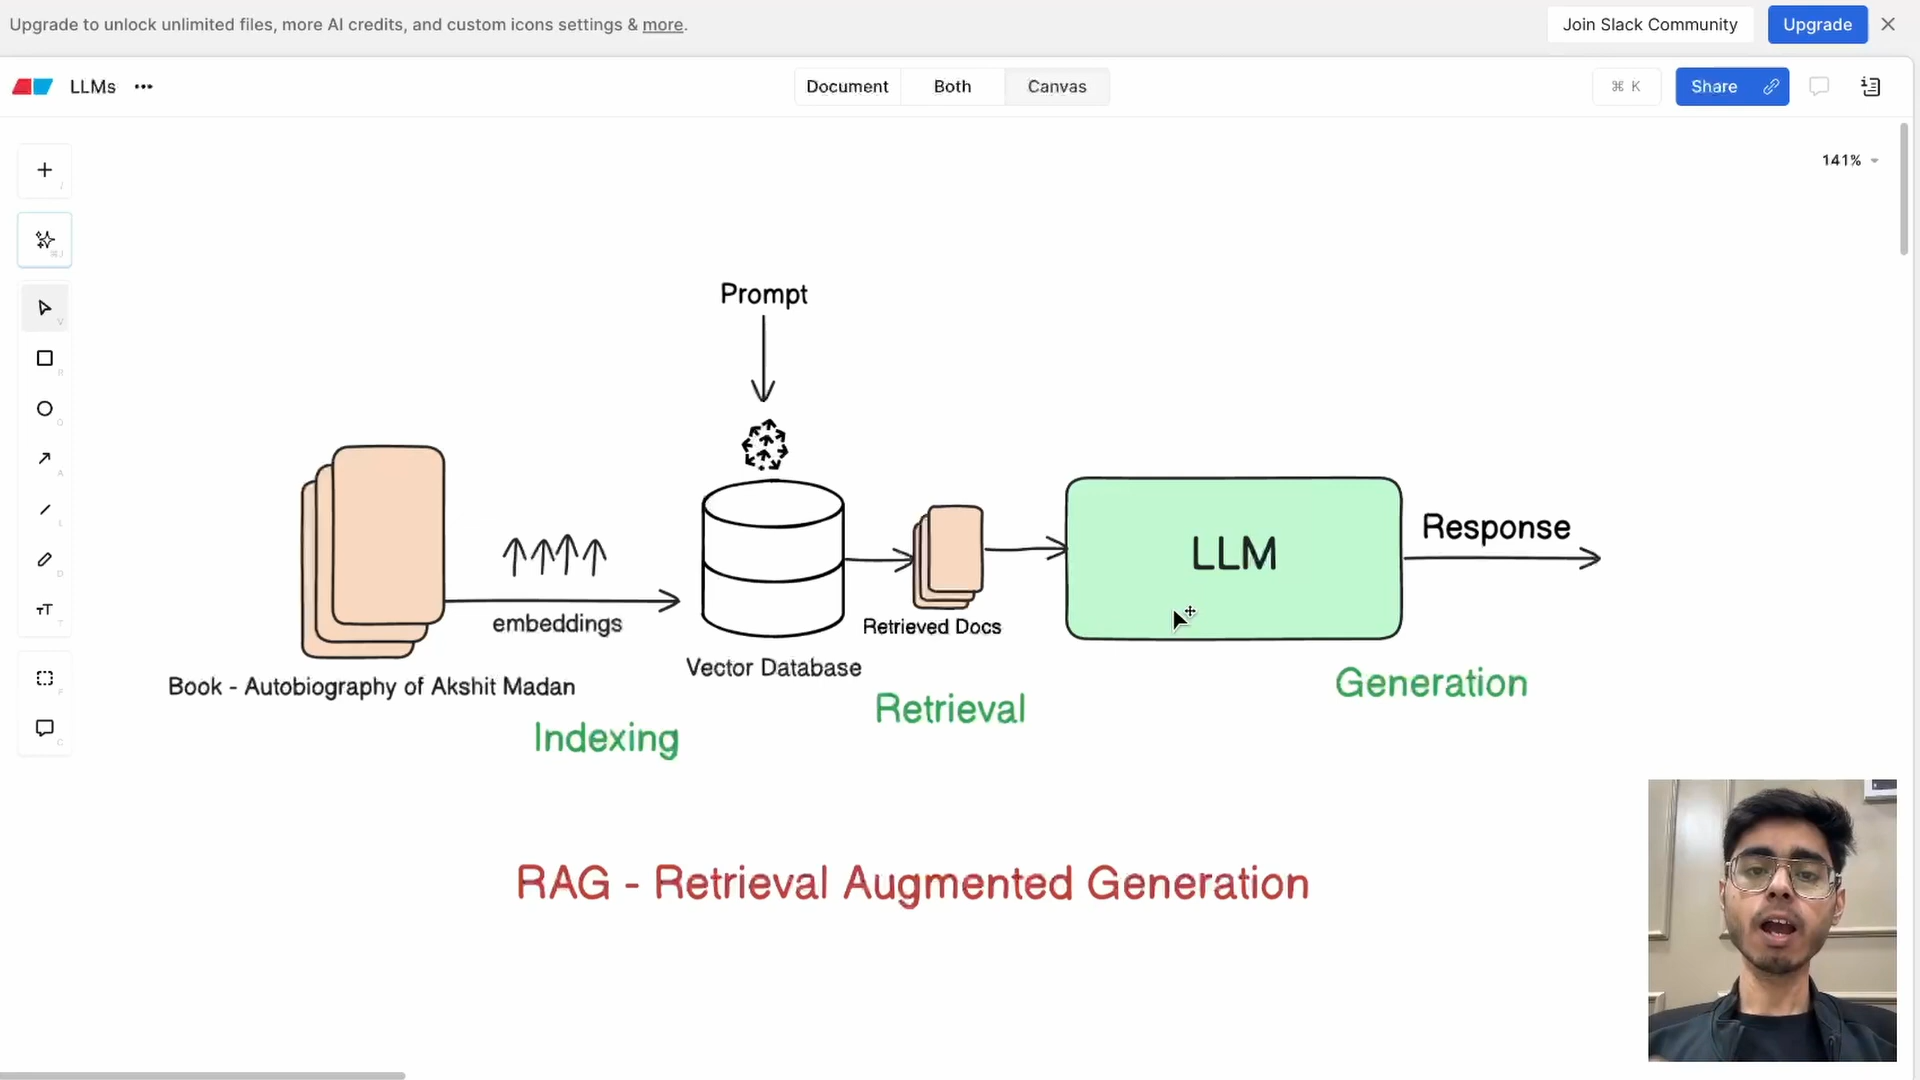 Upgrade to unlock unlimited files, more AI credits, and custom icons settings & more.
Join Slack Community
Upgrade
LLMs
Document
Both
Canvas
⌘ K
Share
141%
Prompt
embeddings
Book - Autobiography of Akshit Madan
Indexing
Vector Database
Retrieved Docs
Retrieval
LLM
Response
Generation
RAG - Retrieval Augmented Generation